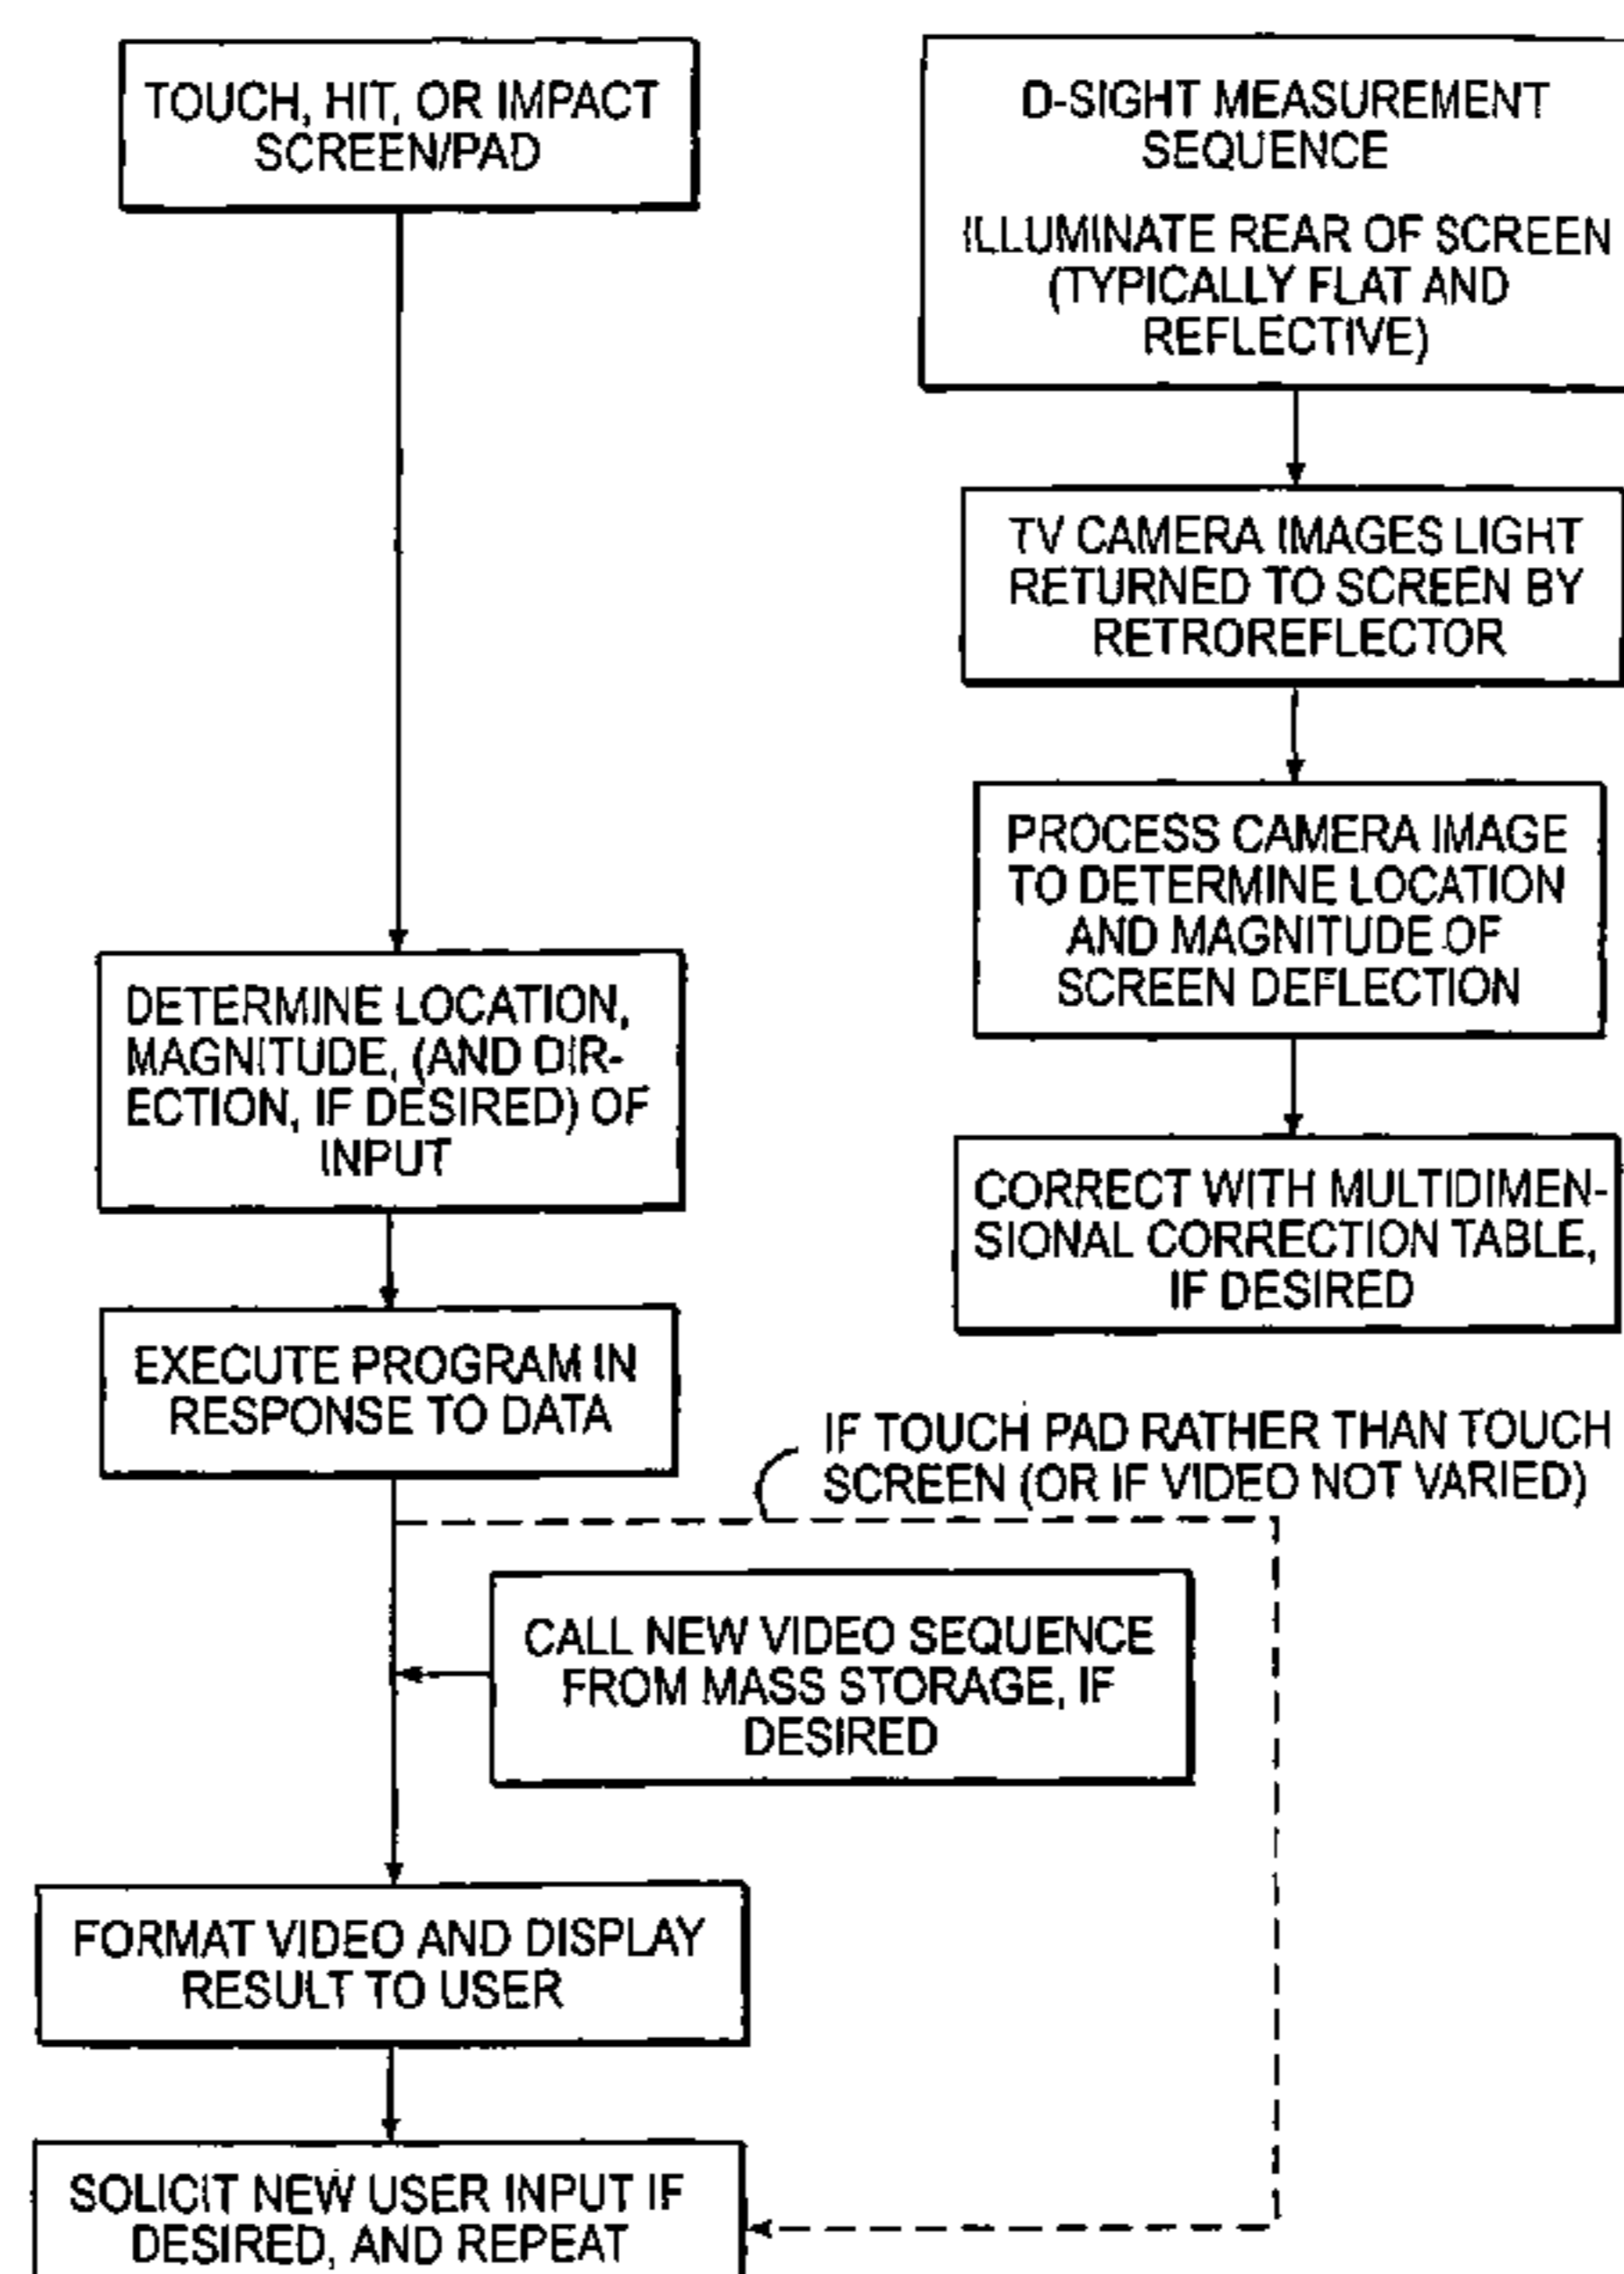 TOUCH, HIT, OR IMPACT
SCREEN/PAD
D-SIGHT MEASUREMENT
SEQUENCE
ILLUMINATE REAR OF SCREEN
(TYPICALLY FLAT AND
REFLECTIVE)
TV CAMERA IMAGES LIGHT
RETURNED TO SCREEN BY
RETROREFLECTOR
PROCESS CAMERA IMAGE
TO DETERMINE LOCATION
AND MAGNITUDE OF
SCREEN DEFLECTION
DETERMINE LOCATION,
MAGNITUDE, (AND DIR-
ECTION, IF DESIRED) OF
INPUT
CORRECT WITH MULTIDIMEN-
SIONAL CORRECTION TABLE,
IF DESIRED
EXECUTE PROGRAM IN
RESPONSE TO DATA
IF TOUCH PAD RATHER THAN TOUCH
SCREEN (OR IF VIDEO NOT VARIED)
CALL NEW VIDEO SEQUENCE
FROM MASS STORAGE, IF
DESIRED
FORMAT VIDEO AND DISPLAY
RESULT TO USER
SOLICIT NEW USER INPUT IF
DESIRED, AND REPEAT